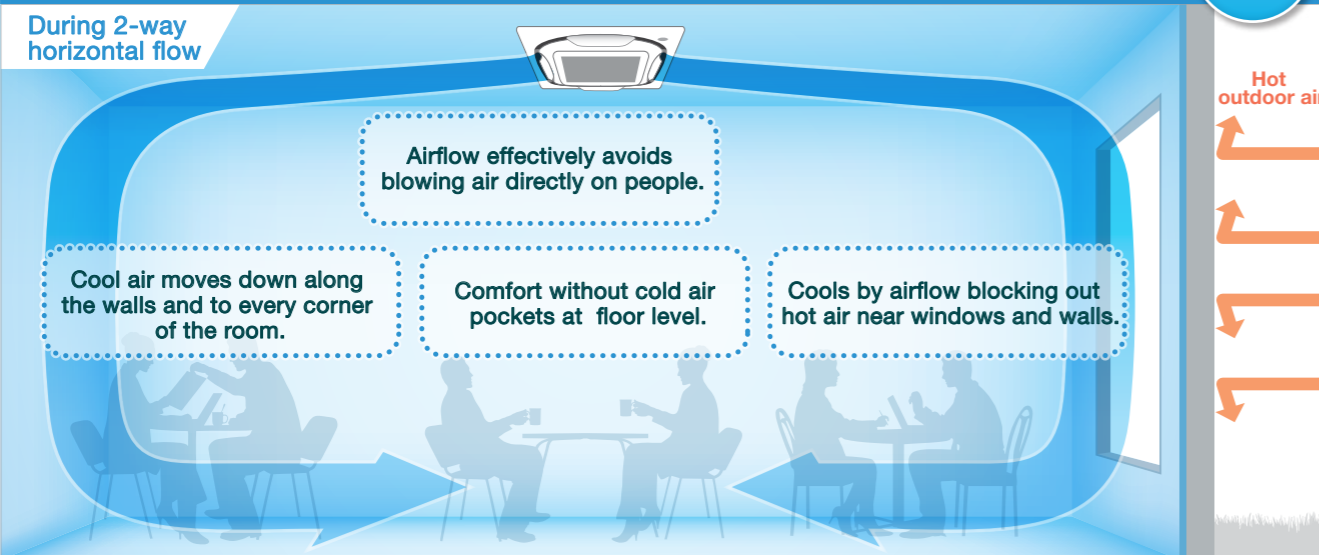 During 2-way
horizontal flow
Hot
outdoor air
Airflow effectively avoids
blowing air directly on people.
Cool air moves down along
the walls and to every corner
of the room.
Comfort without cold air
pockets at floor level.
Cools by airflow blocking out
hot air near windows and walls.